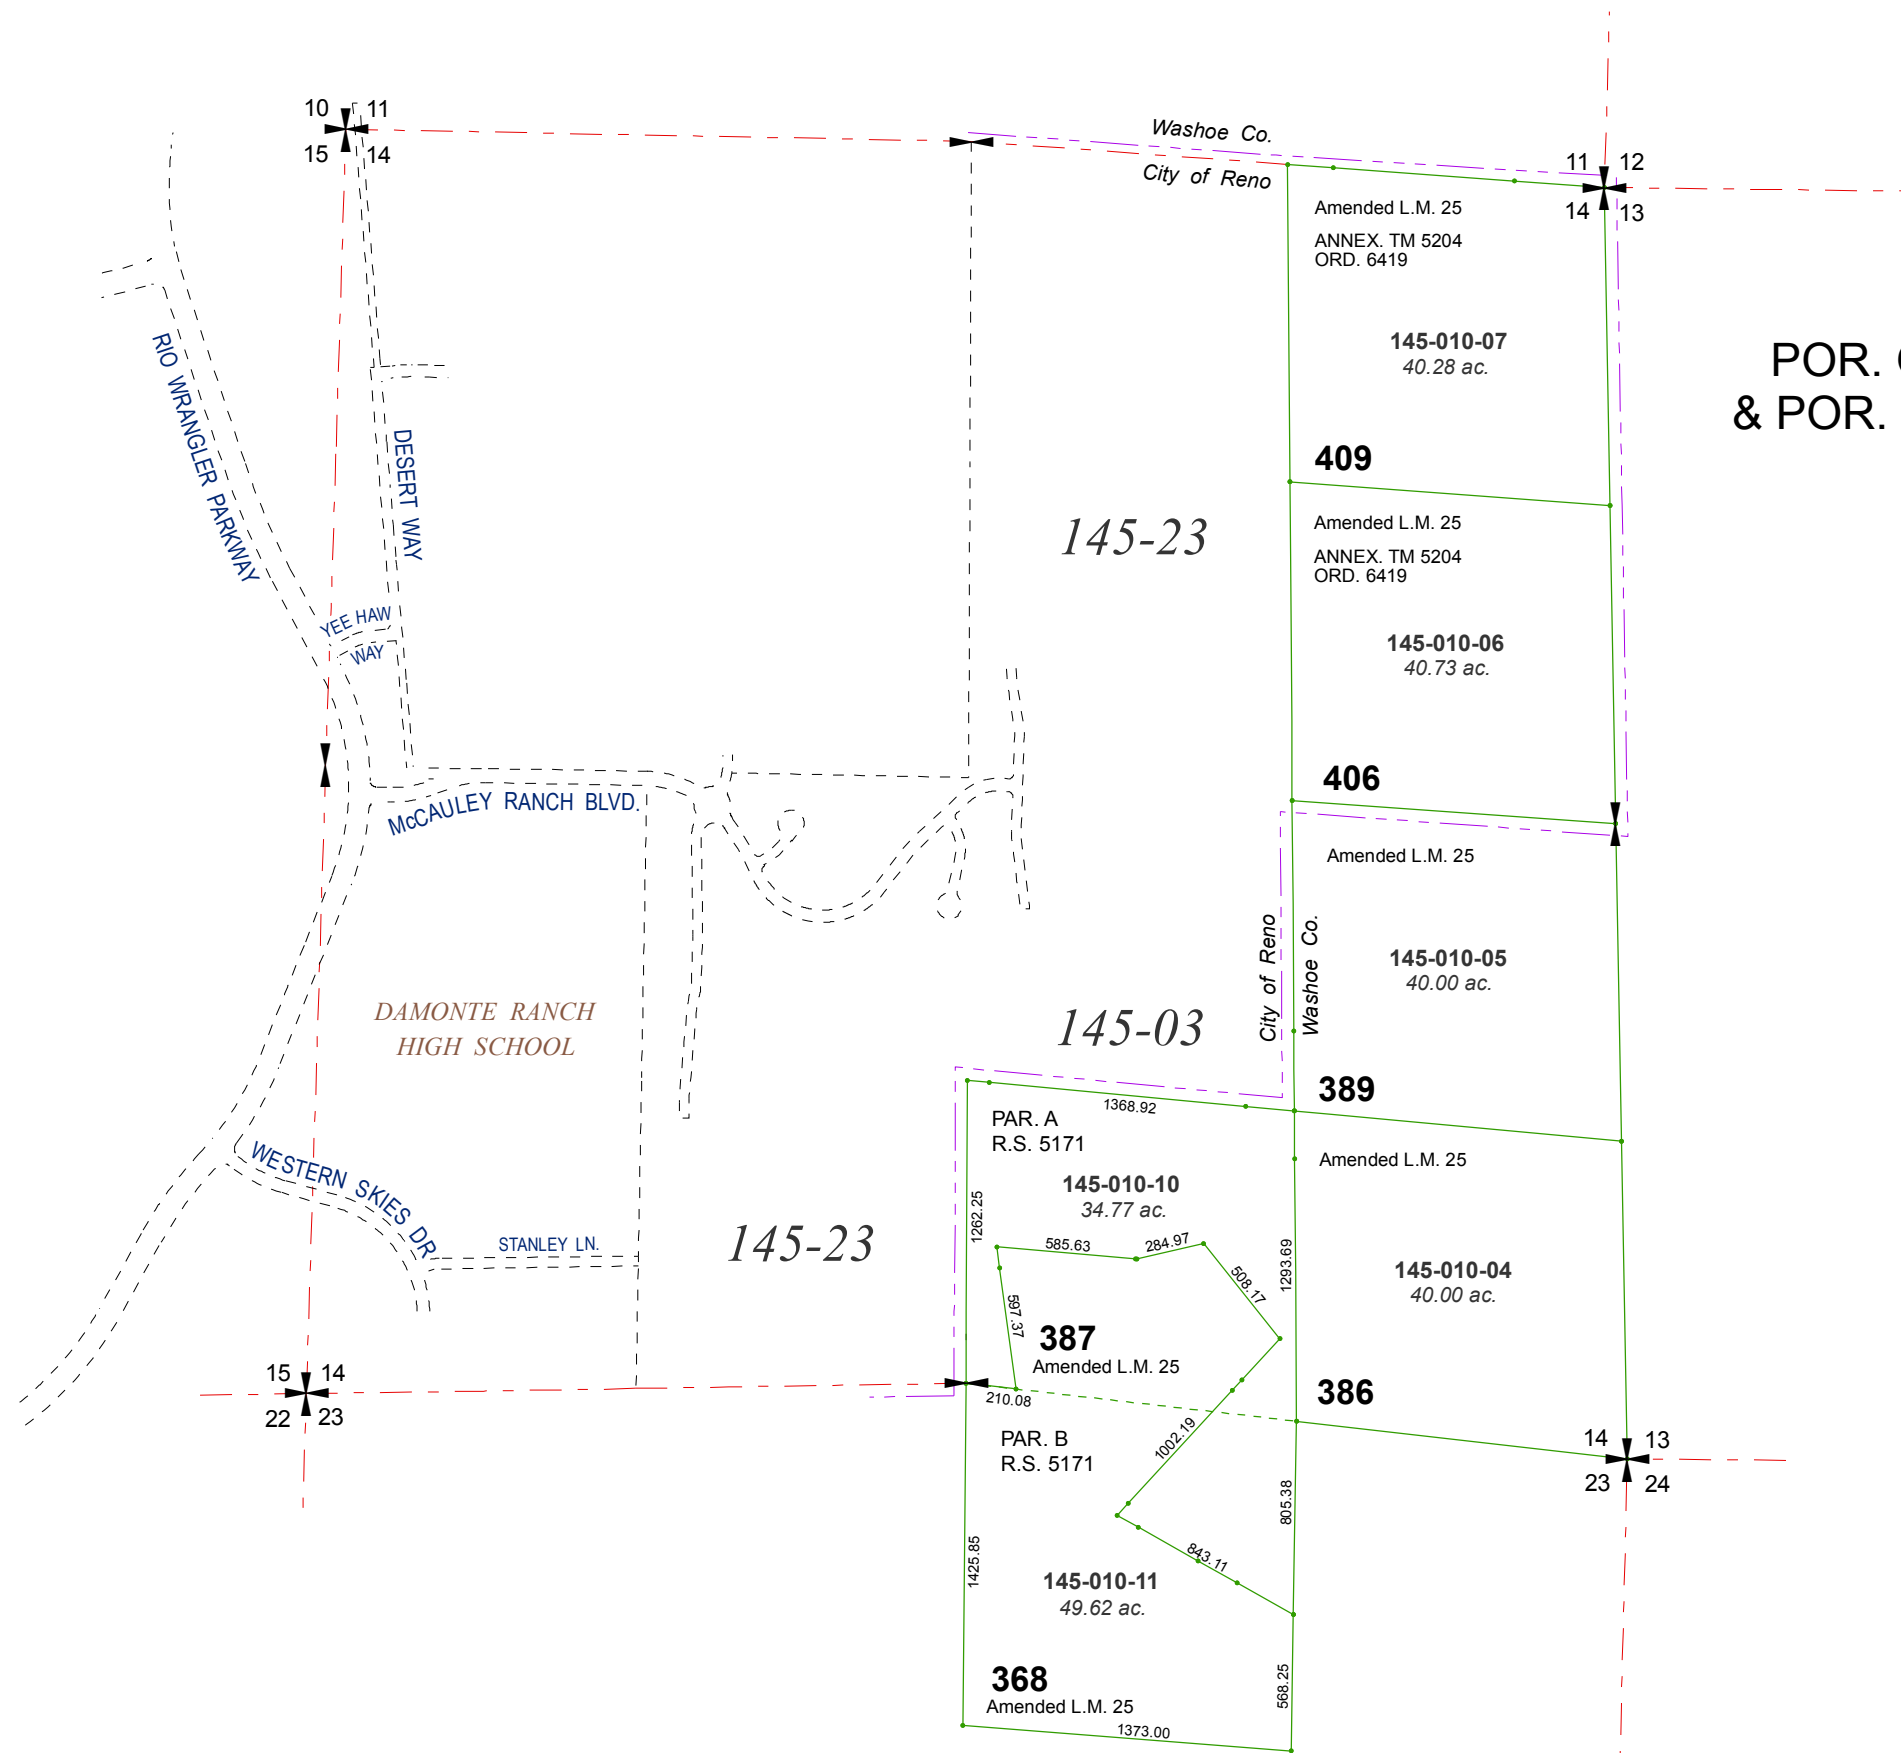 10 11
15 14
Washoe Co.
City of Reno
11 12
14 13
Amended L.M. 25
ANNEX. TM 5204
ORD. 6419
145-010-07
40.28 ac.
POR.
& POR.
RIO WRANGLER PARKWAY
DESERT WAY
409
145-23
Amended L.M. 25
ANNEX. TM 5204
ORD. 6419
145-010-06
40.73 ac.
YEE HAW
WAY
406
McCAULEY RANCH BLVD.
Amended L.M. 25
City of Reno
Washoe Co.
145-010-05
40.00 ac.
DAMONTE RANCH
HIGH SCHOOL
145-03
389
1368.92
PAR. A
R.S. 5171
Amended L.M. 25
WESTERN SKIES DR
145-010-10
34.77 ac.
1262.25
145-23
STANLEY LN.
585.63
284.97
508.17
1293.69
145-010-04
40.00 ac.
597.37
387
Amended L.M. 25
15 14
22 23
210.08
386
1002.19
PAR. B
R.S. 5171
14 13
23 24
805.38
1425.85
843.11
145-010-11
49.62 ac.
368
Amended L.M. 25
568.25
1373.00